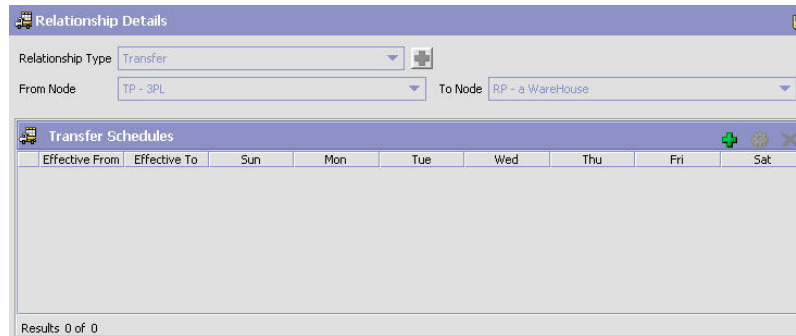 Relationship Details
Relationship Type Transfer
From Node TP - 3PL To Node RP - a WareHouse
Transfer Schedules
Effective From Effective To Sun Mon Tue Wed Thu Fri Sat
Results 0 of 0